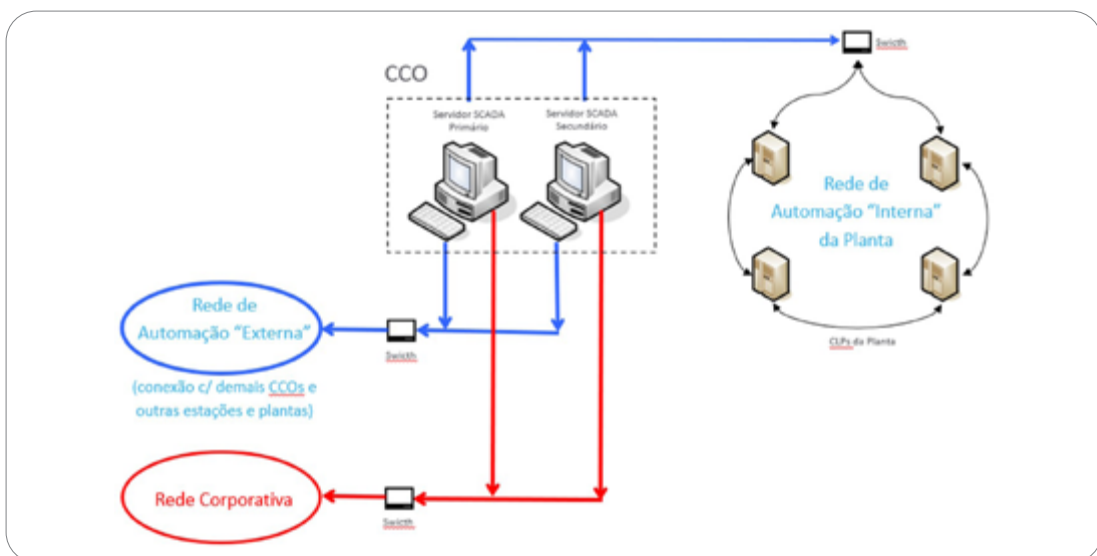 CCO
Servidor SCADA
Primário
Servidor SCADA
Secundário
Swicth
Rede de
Automação “Interna”
da Planta
CLPs da Planta
Rede de
Automação “Externa”
Swicth
(conexão c/ demais CCOs e
outras estações e plantas)
Rede Corporativa
Swicth